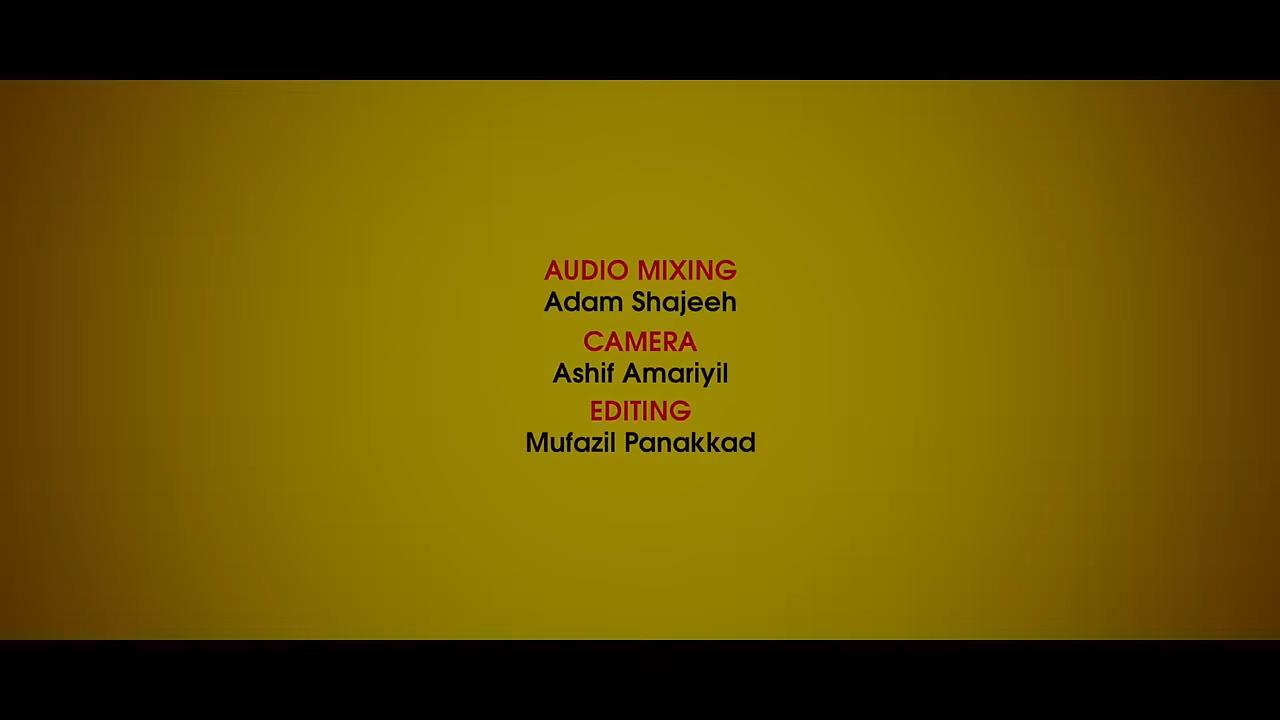 AUDIO MIXING
Adam Shajeeh
CAMERA
Ashif Amariyil
EDITING
Mufazil Panakkad